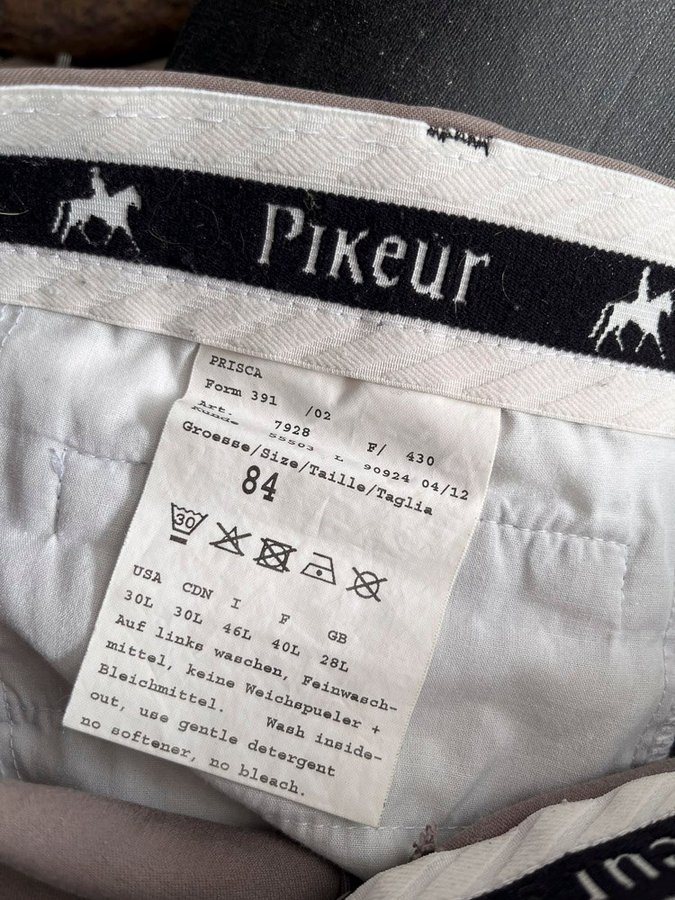 Pikeur
PRISCA
Form 391 /02
Art. 7928 F/ 430
Kunde 55503 L 90924 04/12
Groesse/Size/Taille/Taglia
84
30
USA CDN I F GB
30L 30L 46L 40L 28L
Auf links waschen, Feinwasch-
mittel, keine Weichspueler +
Bleichmittel. Wash inside-
out, use gentle detergent
no softener, no bleach.